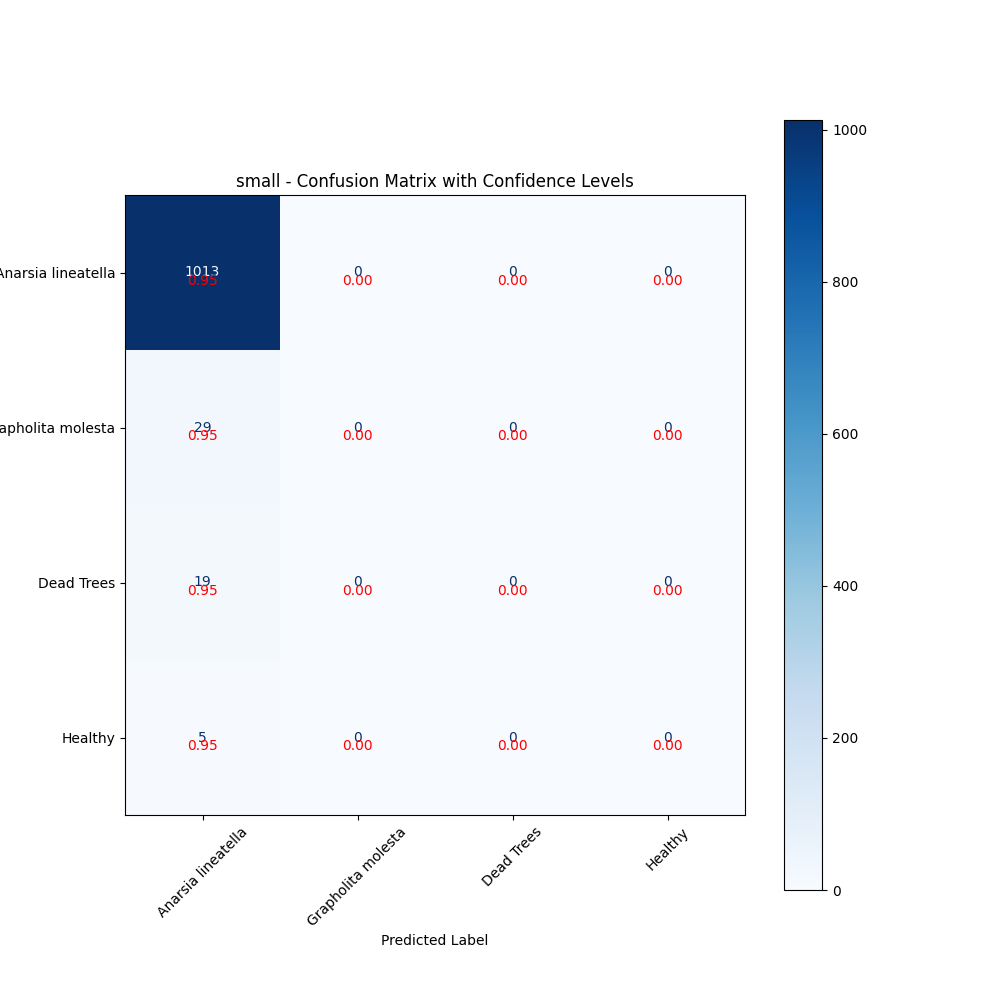 small - Confusion Matrix with Confidence Levels
Anarsia lineatella
1013 0 0 0
0.95 0.00 0.00 0.00
apholita molesta
29 0 0 0
0.95 0.00 0.00 0.00
Dead Trees
19 0 0 0
0.95 0.00 0.00 0.00
Healthy
5 0 0 0
0.95 0.00 0.00 0.00
Anarsia lineatella
Grapholita molesta
Dead Trees
Healthy
Predicted Label
1000
800
600
400
200
0